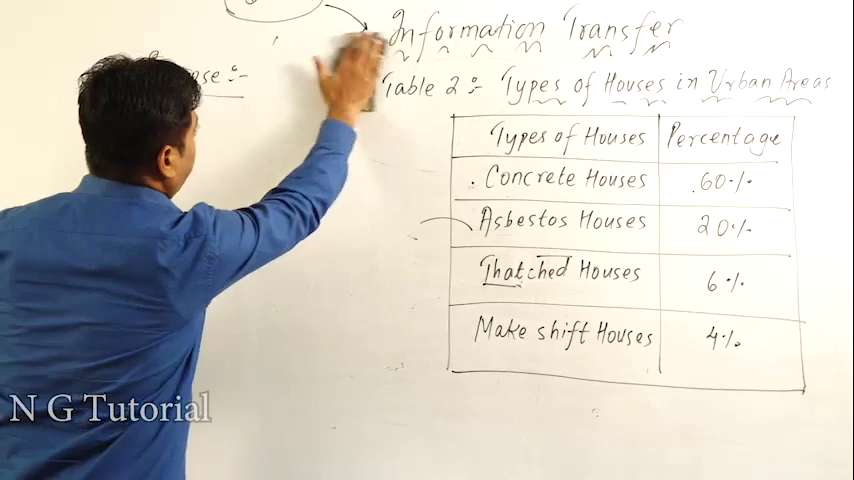 Information Transfer
Table 2:- Types of Houses in Urban Areas
Types of Houses Percentage
Concrete Houses 60%
Asbestos Houses 20%
Thatched Houses 6%
Make shift Houses 4%
N G Tutorial